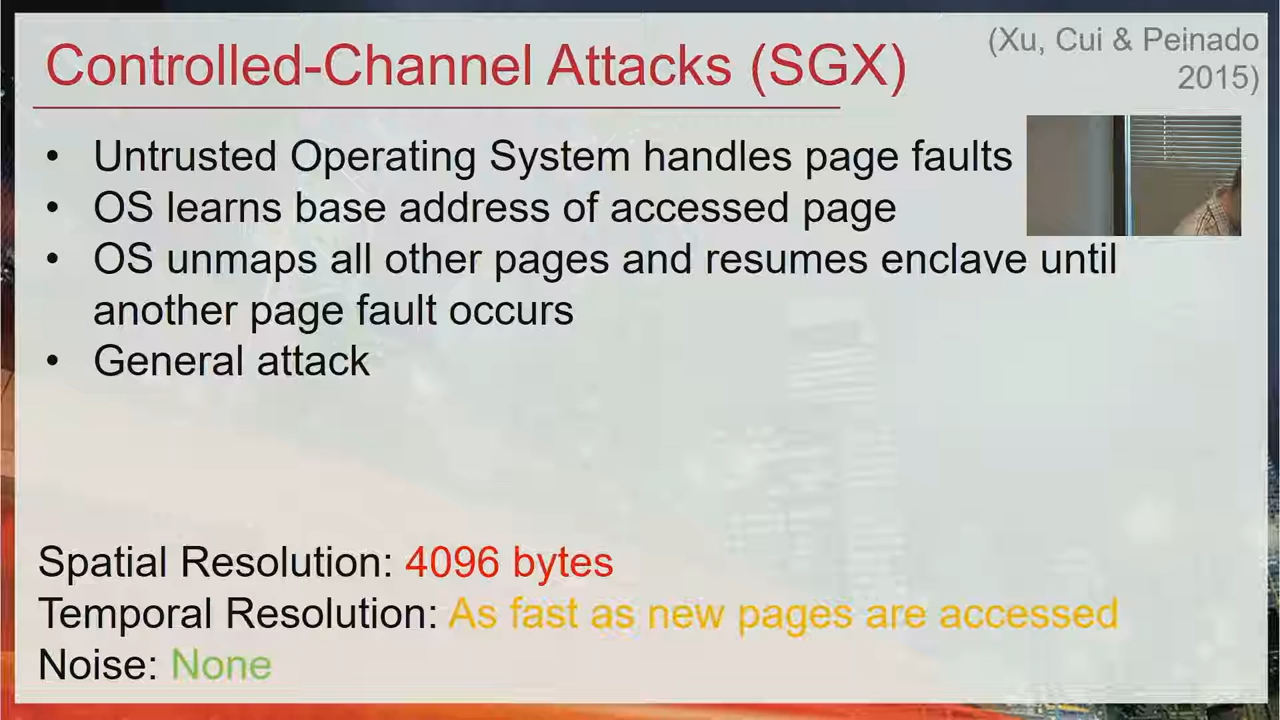 Controlled-Channel Attacks (SGX)
(Xu, Cui & Peinado
2015)
• Untrusted Operating System handles page faults
• OS learns base address of accessed page
• OS unmaps all other pages and resumes enclave until
another page fault occurs
• General attack
Spatial Resolution: 4096 bytes
Temporal Resolution: As fast as new pages are accessed
Noise: None